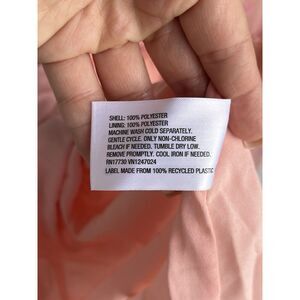 SHELL: 100% POLYESTER
LINING: 100% POLYESTER
MACHINE WASH COLD SEPARATELY.
GENTLE CYCLE. ONLY NON-CHLORINE
BLEACH IF NEEDED. TUMBLE DRY LOW.
REMOVE PROMPTLY. COOL IRON IF NEEDED.
RN17730 VN1247024
LABEL MADE FROM 100% RECYCLED PLASTIC